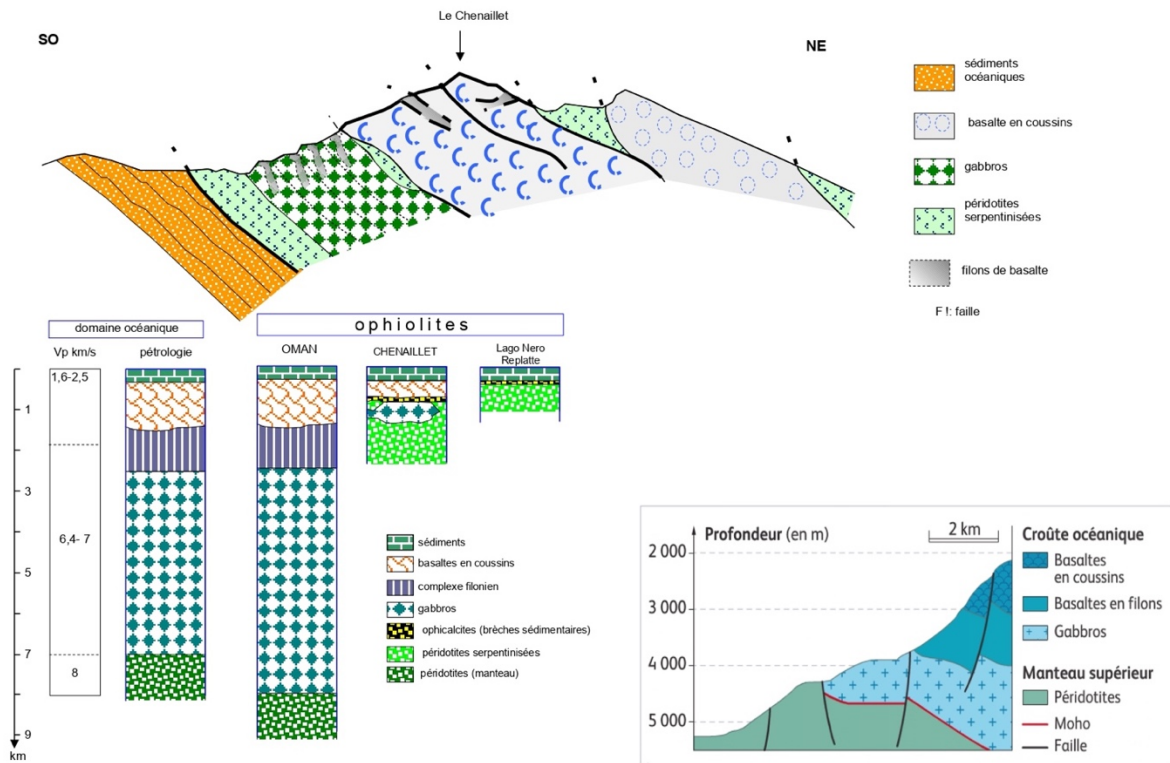 Le Chenaillet
SO
NE
sédiments
océaniques
basalte en coussins
gabbros
péridotites
serpentinisées
filons de basalte
F !: faille
domaine océanique
ophiolites
Vp km/s
pétrologie
OMAN
CHENAILLET
Lago Nero
Replatte
1,6-2,5
6,4- 7
8
1
3
5
7
9
km
sédiments
basaltes en coussins
complexe filonien
gabbros
ophicalcites (brèches sédimentaires)
péridotites serpentinisées
péridotites (manteau)
Profondeur (en m)
2 km
2 000
3 000
4 000
5 000
Croûte océanique
Basaltes
en coussins
Basaltes en filons
Gabbros
Manteau supérieur
Péridotites
Moho
Faille